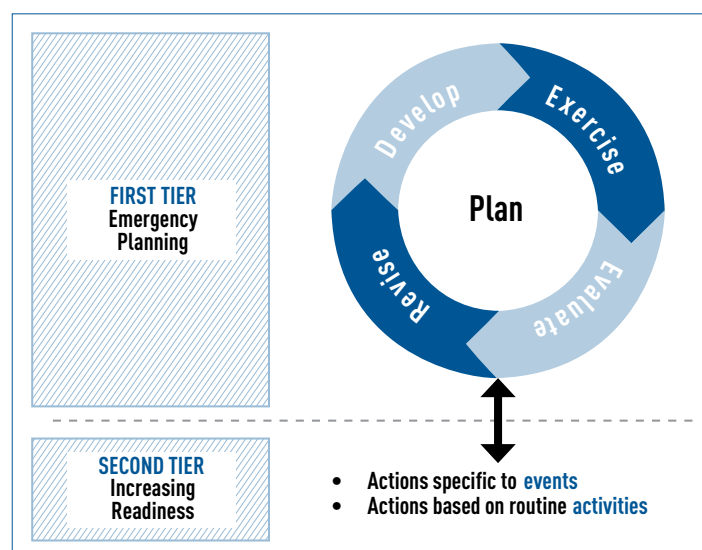 FIRST TIER
Emergency
Planning
Develop
Exercise
Plan
Revise
Evaluate
SECOND TIER
Increasing
Readiness
• Actions specific to events
• Actions based on routine activities